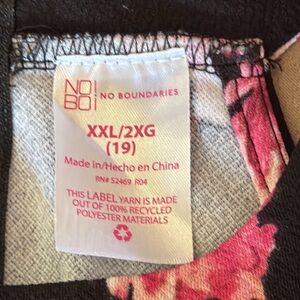 NO
BO
NO BOUNDARIES
XXL/2XG
(19)
Made in/Hecho en China
RN# 52469 R04
THIS LABEL YARN IS MADE
OUT OF 100% RECYCLED
POLYESTER MATERIALS